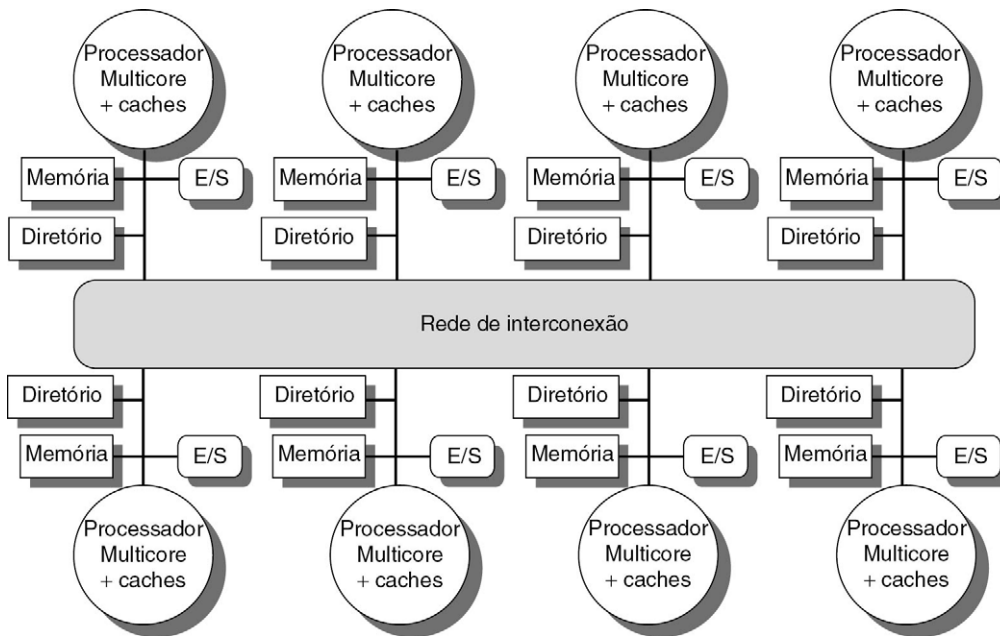 Processador
Multicore
+ caches
Processador
Multicore
+ caches
Processador
Multicore
+ caches
Processador
Multicore
+ caches
Memória
E/S
Memória
E/S
Memória
E/S
Memória
E/S
Diretório
Diretório
Diretório
Diretório
Rede de interconexão
Diretório
Diretório
Diretório
Diretório
Memória
E/S
Memória
E/S
Memória
E/S
Memória
E/S
Processador
Multicore
+ caches
Processador
Multicore
+ caches
Processador
Multicore
+ caches
Processador
Multicore
+ caches